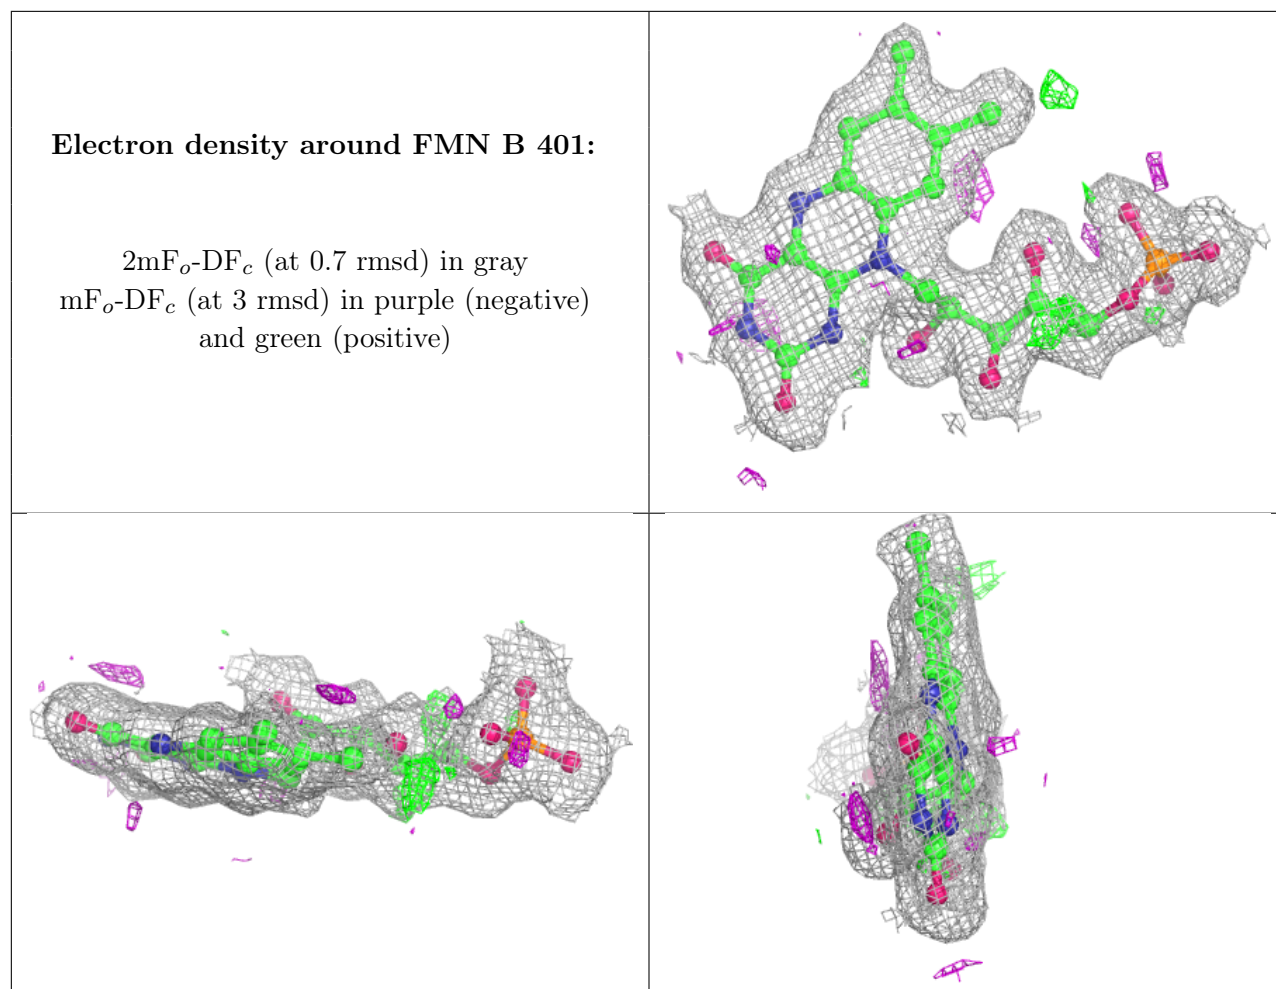 Electron density around FMN B 401:
2mFo-DFc (at 0.7 rmsd) in gray
mFo-DFc (at 3 rmsd) in purple (negative)
and green (positive)